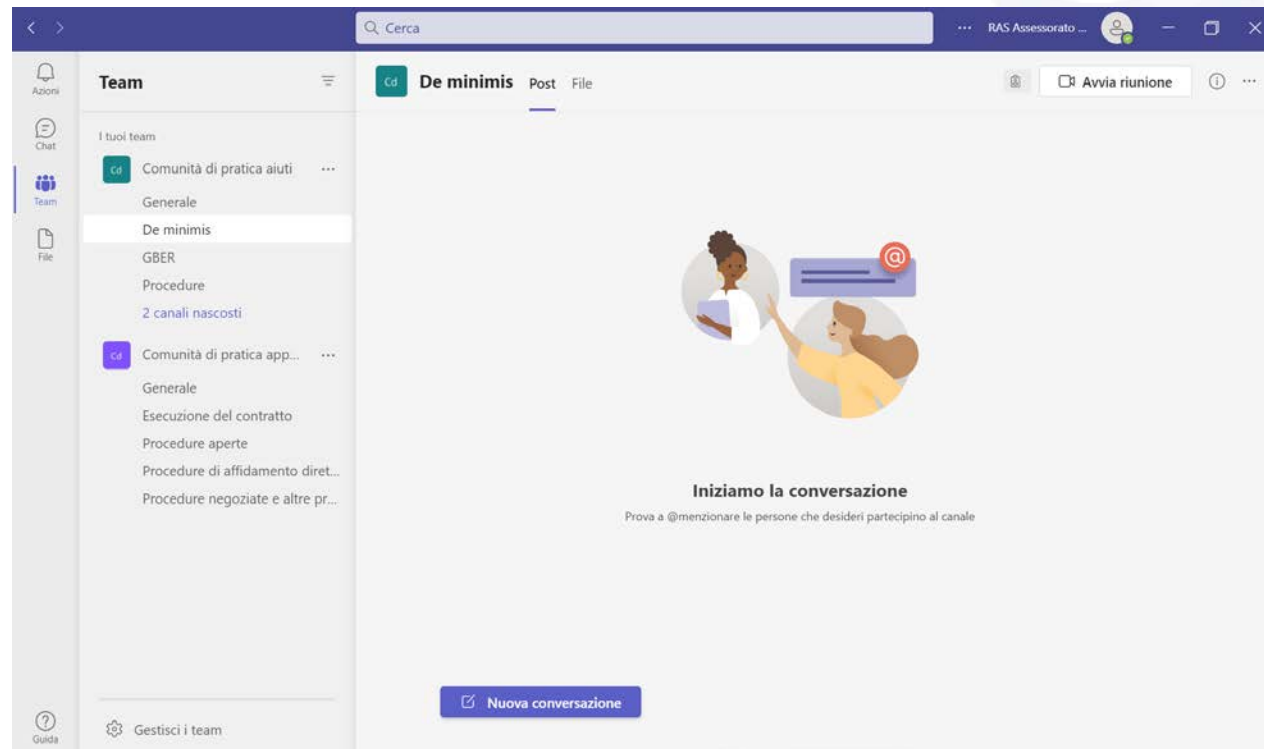 Cerca
RAS Assessorato ...
Azioni
Chat
Team
File
Guida
Team
I tuoi team
Cd Comunità di pratica aiuti
Generale
De minimis
GBER
Procedure
2 canali nascosti
Cd Comunità di pratica app...
Generale
Esecuzione del contratto
Procedure aperte
Procedure di affidamento diret...
Procedure negoziate e altre pr...
Gestisci i team
Cd De minimis Post File
Avvia riunione
@
Iniziamo la conversazione
Prova a @menzionare le persone che desideri partecipino al canale
Nuova conversazione